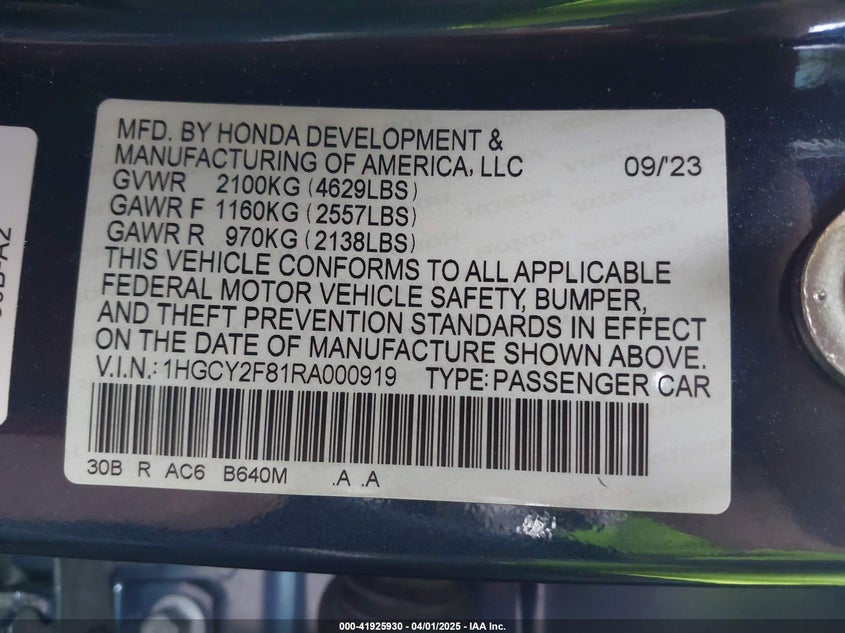 MFD. BY HONDA DEVELOPMENT &
MANUFACTURING OF AMERICA, LLC 09/'23
GVWR 2100KG (4629LBS)
GAWR F 1160KG (2557LBS)
GAWR R 970KG (2138LBS)
THIS VEHICLE CONFORMS TO ALL APPLICABLE
FEDERAL MOTOR VEHICLE SAFETY, BUMPER,
AND THEFT PREVENTION STANDARDS IN EFFECT
ON THE DATE OF MANUFACTURE SHOWN ABOVE.
V.I.N.: 1HGCY2F81RA000919 TYPE: PASSENGER CAR
30B R AC6 B640M .A .A
000-41925930 - 04/01/2025 - IAA Inc.